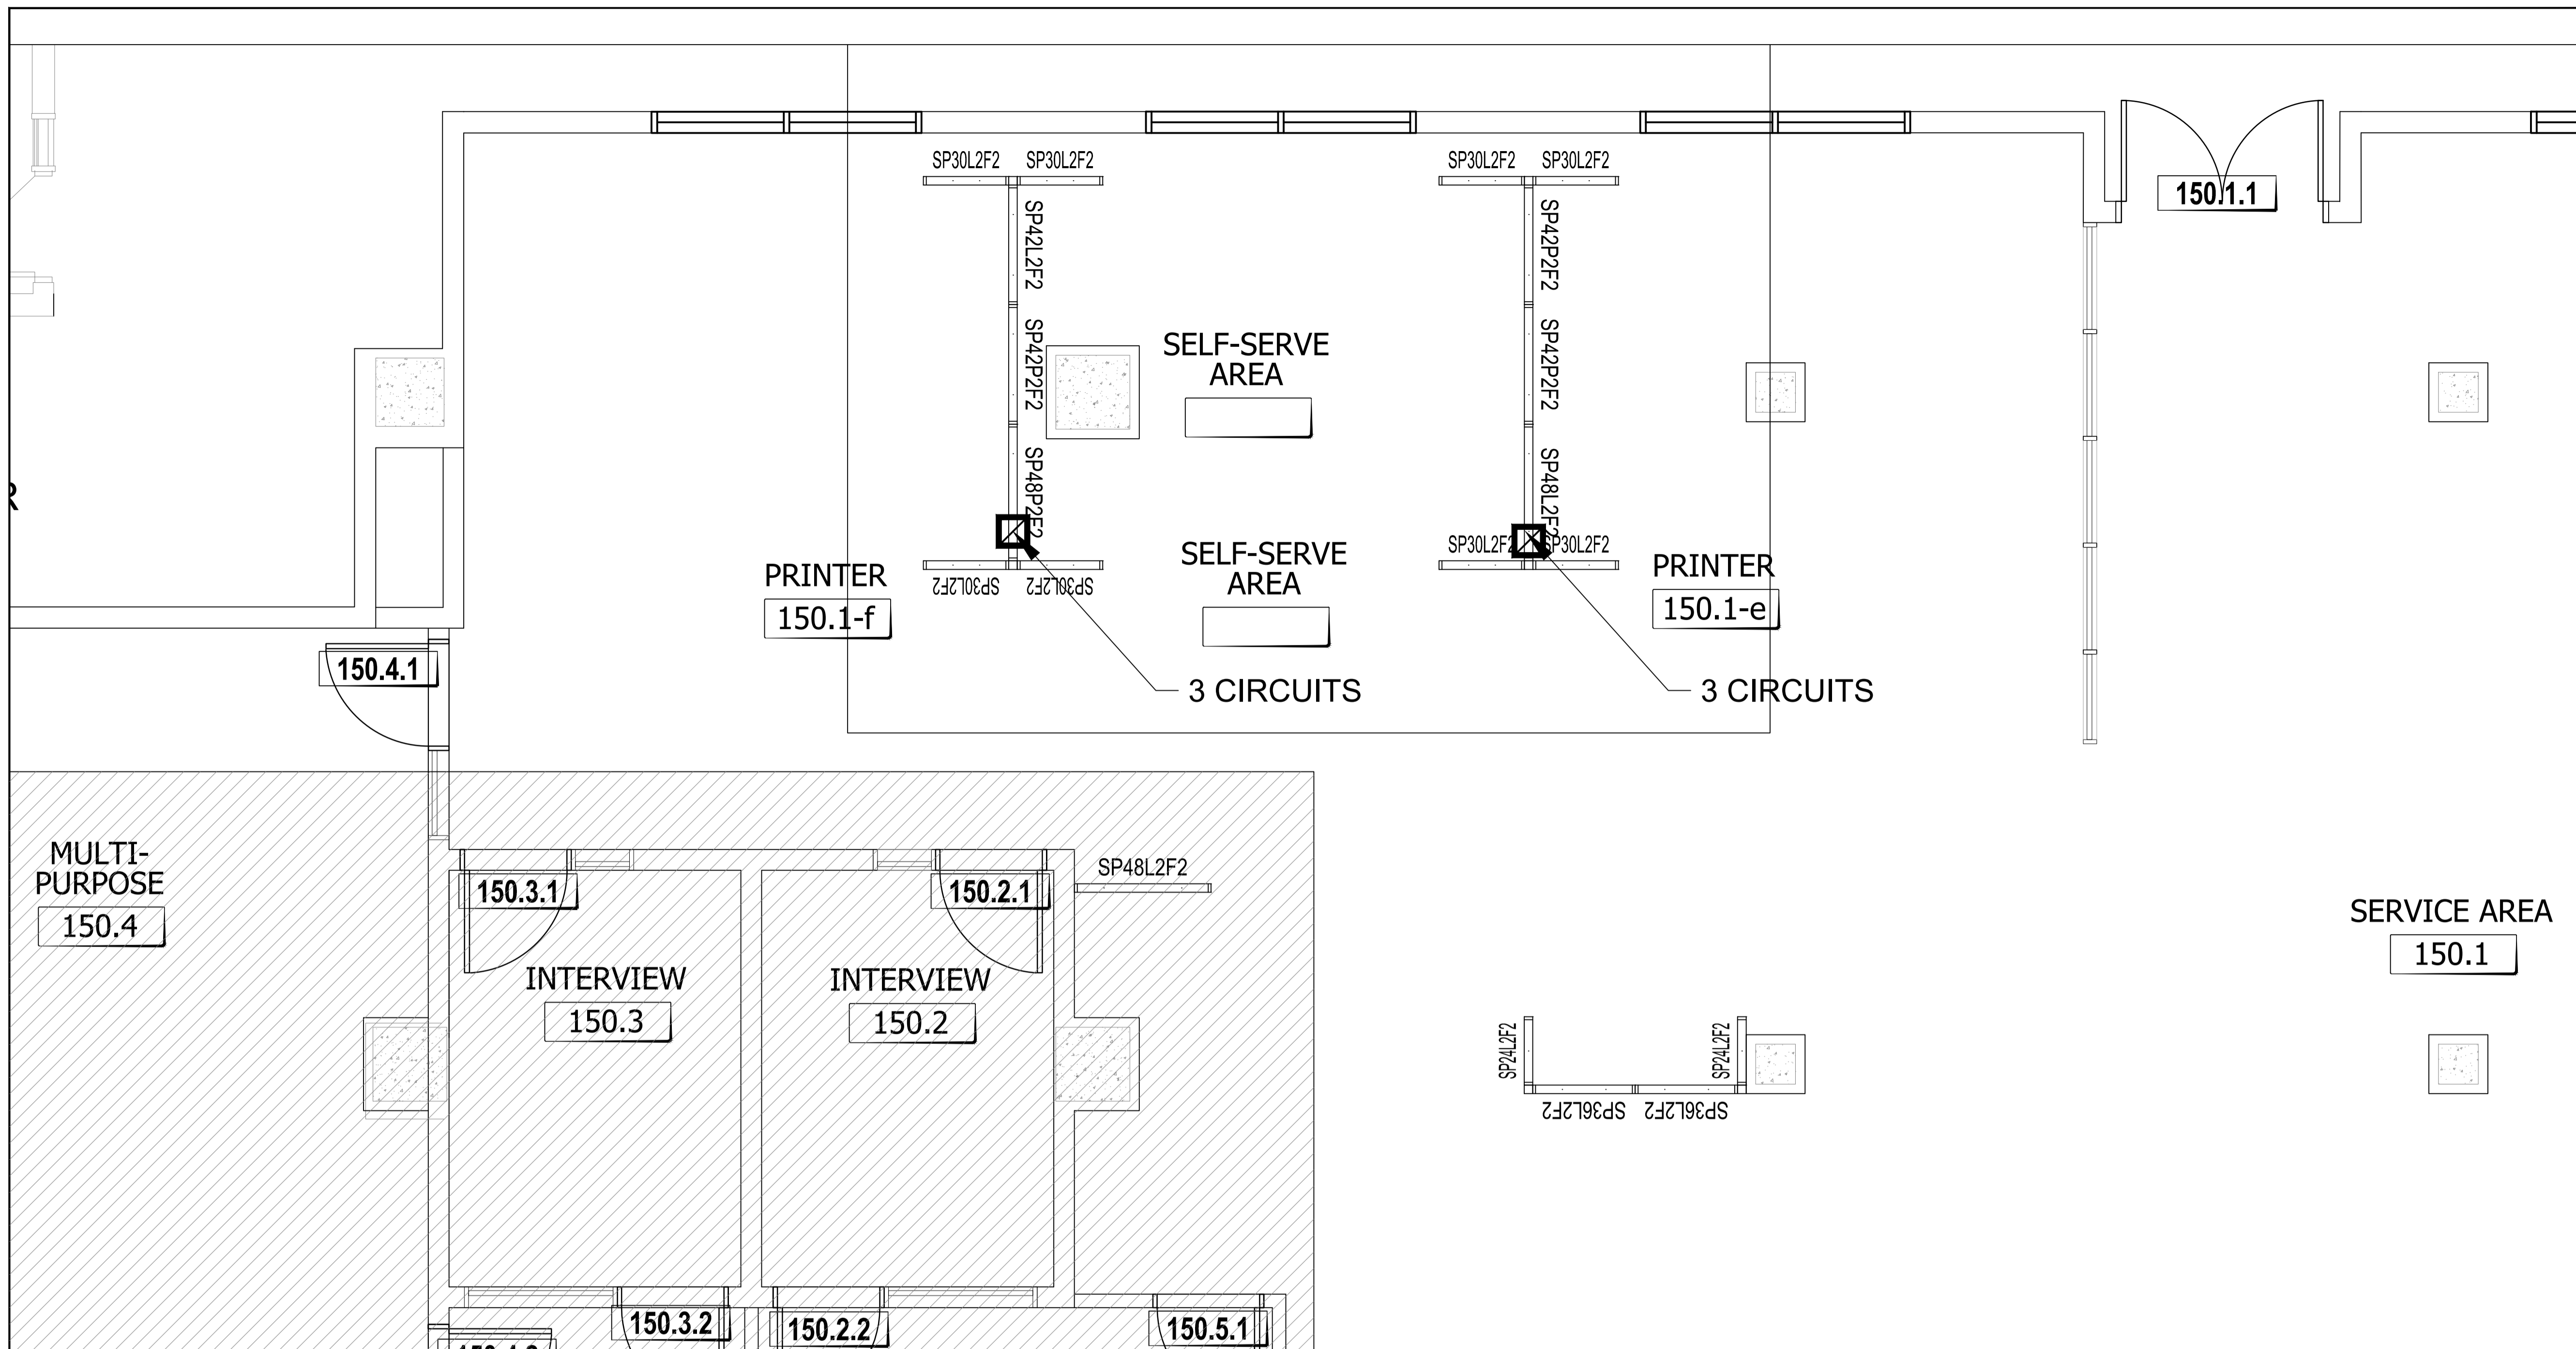 SP30L2F2 SP30L2F2
SP30L2F2 SP30L2F2
150.1.1
SP42L2F2
SP42P2F2
SP42P2F2
SP42P2F2
SELF-SERVE
AREA
SP48P2F2
SP48L2F2
R
SP30L2F2 SP30L2F2
SELF-SERVE
AREA
SP30L2F2 SP30L2F2
PRINTER
150.1-f
PRINTER
150.1-e
150.4.1
3 CIRCUITS
3 CIRCUITS
MULTI-
PURPOSE
150.4
150.3.1
150.2.1
SP48L2F2
INTERVIEW
150.3
INTERVIEW
150.2
SERVICE AREA
150.1
SP24L2F2
SP24L2F2
SP36L2F2 SP36L2F2
150.3.2
150.2.2
150.5.1